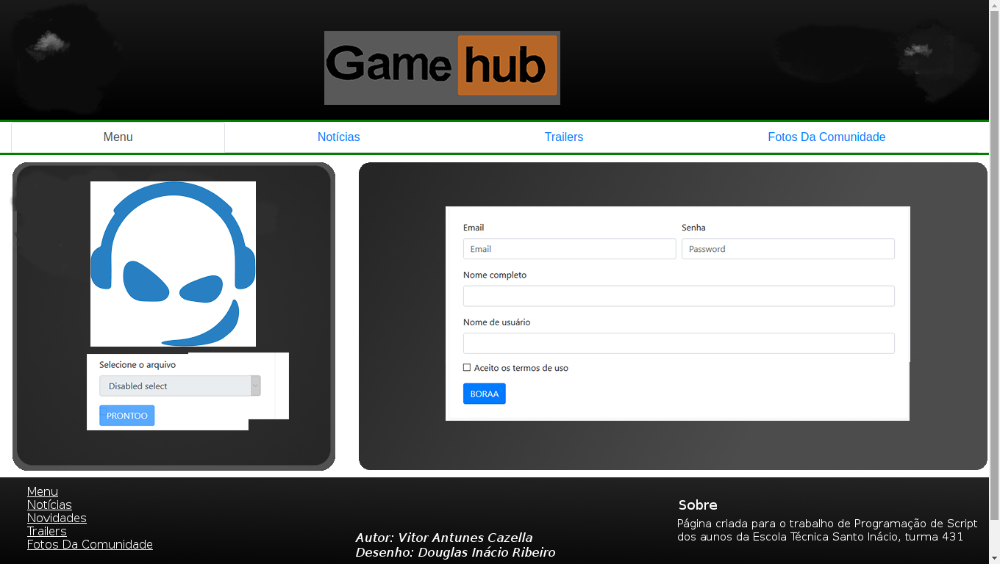 Game hub
Menu
Notícias
Trailers
Fotos Da Comunidade
Selecione o arquivo
Disabled select
PRONTOO
Email
Senha
Email
Password
Nome completo
Nome de usuário
Aceito os termos de uso
BORAA
Menu
Notícias
Novidades
Trailers
Fotos Da Comunidade
Autor: Vitor Antunes Cazella
Desenho: Douglas Inácio Ribeiro
Sobre
Página criada para o trabalho de Programação de Script
dos aunos da Escola Técnica Santo Inácio, turma 431